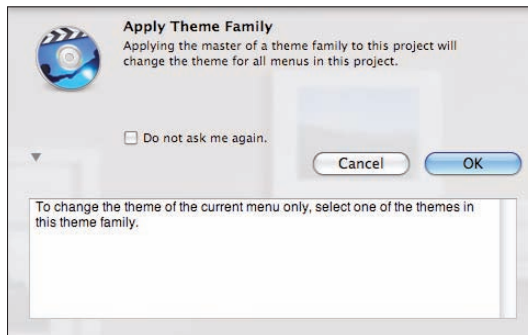 Apply Theme Family
Applying the master of a theme family to this project will
change the theme for all menus in this project.
Do not ask me again.
Cancel
OK
To change the theme of the current menu only, select one of the themes in
this theme family.